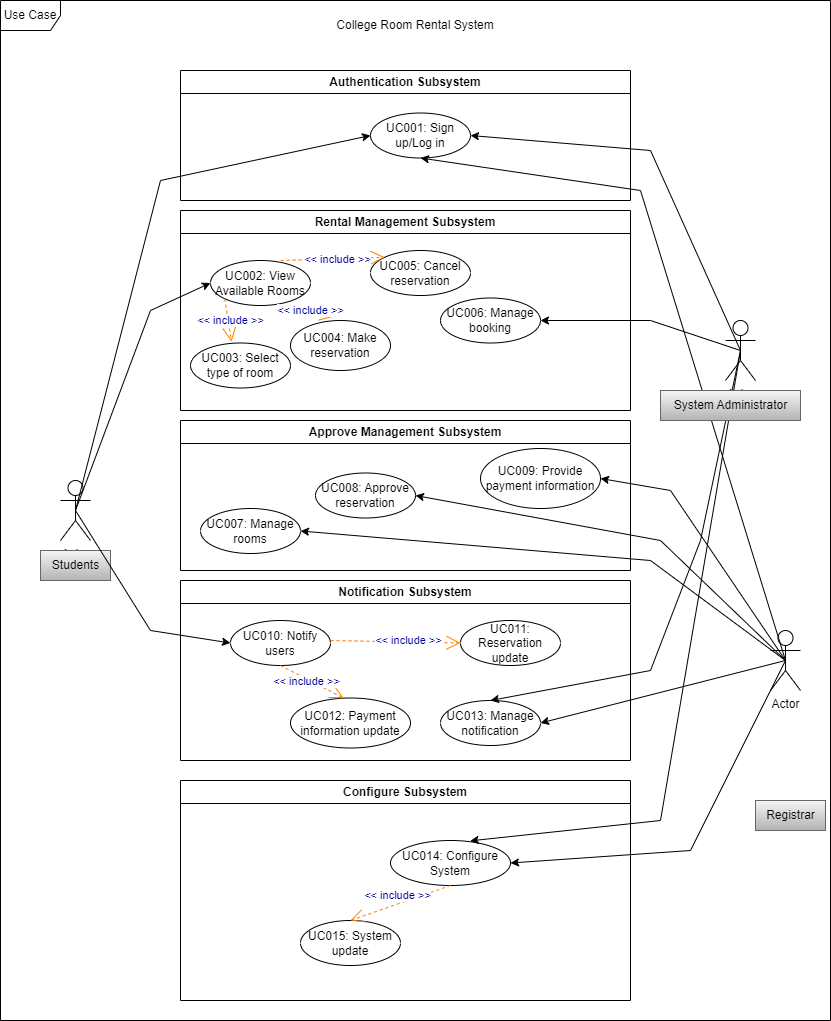 Use Case
College Room Rental System
Authentication Subsystem
UC001: Sign
up/Log in
Rental Management Subsystem
<< include >>
UC002: View
Available Rooms
UC005: Cancel
reservation
<< include >>
<< include >>
UC006: Manage
booking
UC003: Select
type of room
UC004: Make
reservation
System Administrator
Approve Management Subsystem
UC009: Provide
payment information
UC008: Approve
reservation
UC007: Manage
rooms
Students
Notification Subsystem
UC010: Notify
users
<< include >>
UC011:
Reservation
update
<< include >>
UC012: Payment
information update
UC013: Manage
notification
Actor
Configure Subsystem
Registrar
UC014: Configure
System
<< include >>
UC015: System
update